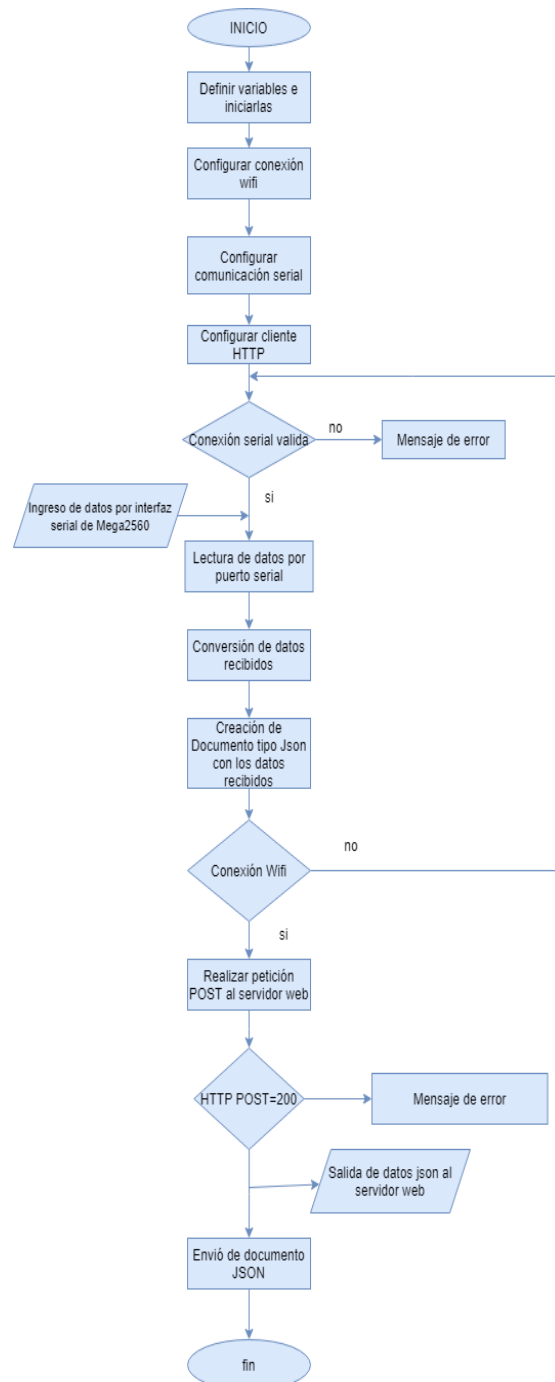 INICIO
Definir variables e
iniciarlas
Configurar conexión
wifi
Configurar
comunicación serial
Configurar cliente
HTTP
Conexión serial valida
no
Mensaje de error
si
Ingreso de datos por interfaz
serial de Mega2560
Lectura de datos por
puerto serial
Conversión de datos
recibidos
Creación de
Documento tipo Json
con los datos
recibidos
Conexión Wifi
no
si
Realizar petición
POST al servidor web
HTTP POST=200
Mensaje de error
Salida de datos json al
servidor web
Envió de documento
JSON
fin